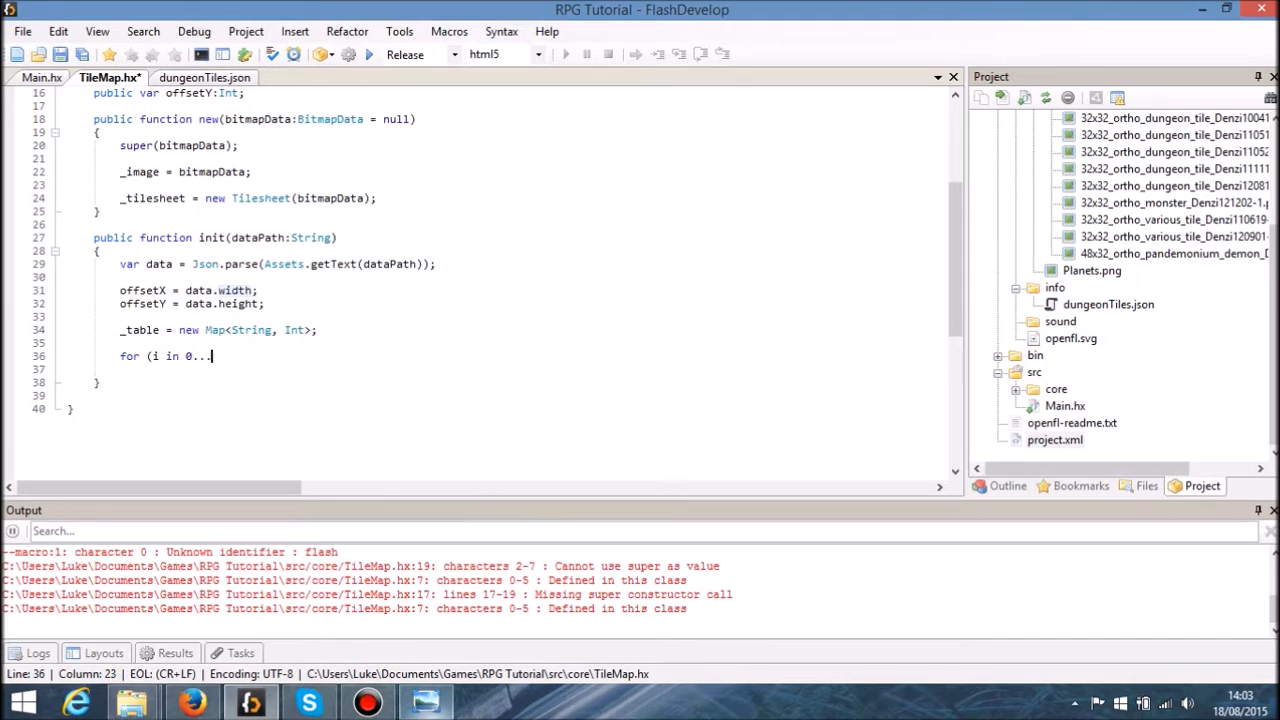 RPG Tutorial - FlashDevelop
File Edit View Search Debug Project Insert Refactor Tools Macros Syntax Help
Release html5
Main.hx TileMap.hx* dungeonTiles.json
16 public var offsetY:Int;
17
18 public function new(bitmapData:BitmapData = null)
19 {
20 super(bitmapData);
21
22 _image = bitmapData;
23
24 _tilesheet = new Tilesheet(bitmapData);
25 }
26
27 public function init(dataPath:String)
28 {
29 var data = Json.parse(Assets.getText(dataPath));
30
31 offsetX = data.width;
32 offsetY = data.height;
33
34 _table = new Map<String, Int>;
35
36 for (i in 0...
37
38 }
39
40 }
Project
32x32_ortho_dungeon_tile_Denzi10041
32x32_ortho_dungeon_tile_Denzi11051
32x32_ortho_dungeon_tile_Denzi11052
32x32_ortho_dungeon_tile_Denzi11111
32x32_ortho_dungeon_tile_Denzi12081
32x32_ortho_monster_Denzi121202-1.p
32x32_ortho_various_tile_Denzi110619
32x32_ortho_various_tile_Denzi120901
48x32_ortho_pandemonium_demon_D
Planets.png
info
dungeonTiles.json
sound
openfl.svg
bin
src
core
Main.hx
openfl-readme.txt
project.xml
Outline Bookmarks Files Project
Output
Search...
--macro:1: character 0 : Unknown identifier : flash
C:\Users\Luke\Documents\Games\RPG Tutorial\src/core/TileMap.hx:19: characters 2-7 : Cannot use super as value
C:\Users\Luke\Documents\Games\RPG Tutorial\src/core/TileMap.hx:7: characters 0-5 : Defined in this class
C:\Users\Luke\Documents\Games\RPG Tutorial\src/core/TileMap.hx:17: lines 17-19 : Missing super constructor call
C:\Users\Luke\Documents\Games\RPG Tutorial\src/core/TileMap.hx:7: characters 0-5 : Defined in this class
Logs Layouts Results Tasks
Line: 36 Column: 23 EOL: (CR+LF) Encoding: UTF-8 C:\Users\Luke\Documents\Games\RPG Tutorial\src\core\TileMap.hx
14:03
18/08/2015